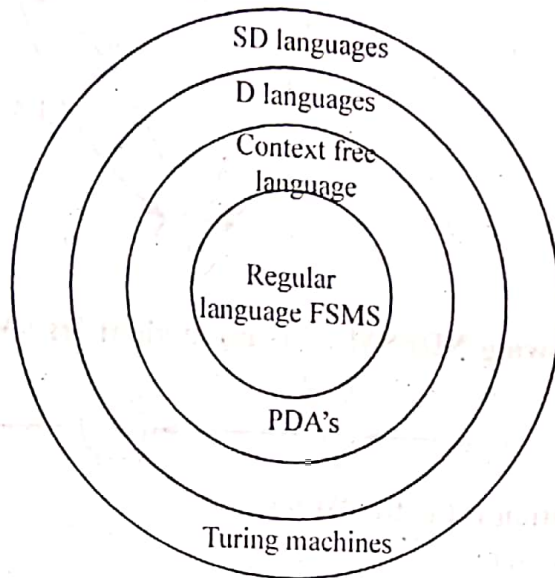 SD languages
D languages
Context free
language
Regular
language FSMS
PDA's
Turing machines